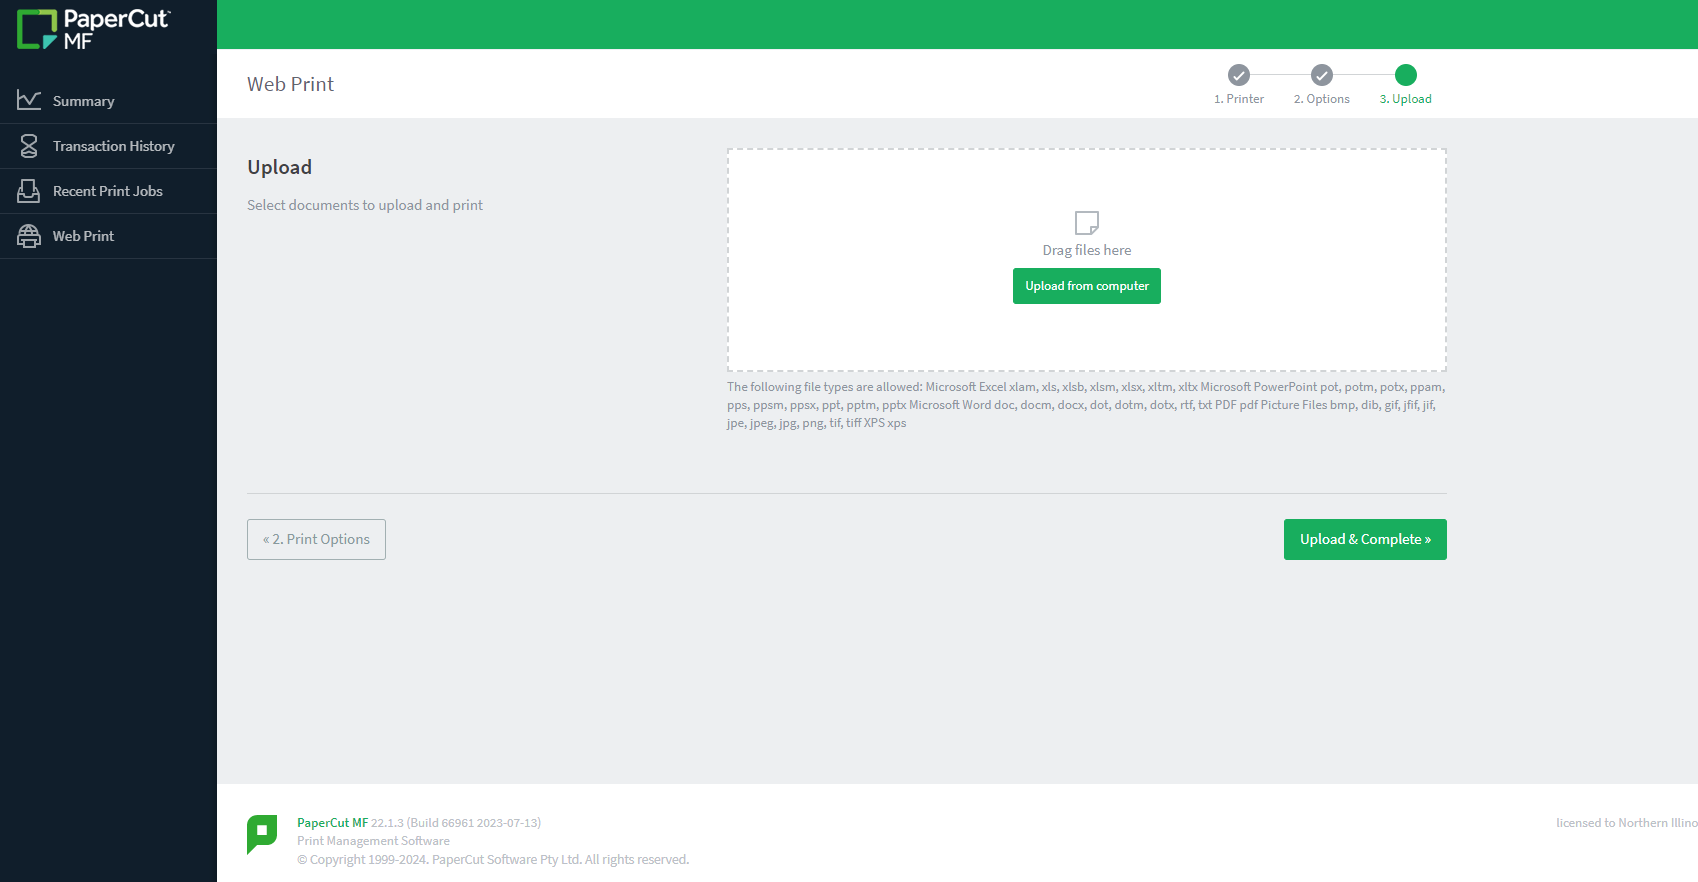 PaperCut™
MF
Summary
Transaction History
Recent Print Jobs
Web Print
Web Print
1. Printer
2. Options
3. Upload
Upload
Select documents to upload and print
Drag files here
Upload from computer
The following file types are allowed: Microsoft Excel xlam, xls, xlsb, xlsm, xlsx, xltm, xltx Microsoft PowerPoint pot, potm, potx, ppam,
pps, ppsm, ppsx, ppt, pptm, pptx Microsoft Word doc, docm, docx, dot, dotm, dotx, rtf, txt PDF pdf Picture Files bmp, dib, gif, jfif, jif,
jpe, jpeg, jpg, png, tif, tiff XPS xps
« 2. Print Options
Upload & Complete »
PaperCut MF 22.1.3 (Build 66961 2023-07-13)
Print Management Software
© Copyright 1999-2024. PaperCut Software Pty Ltd. All rights reserved.
licensed to Northern Illino